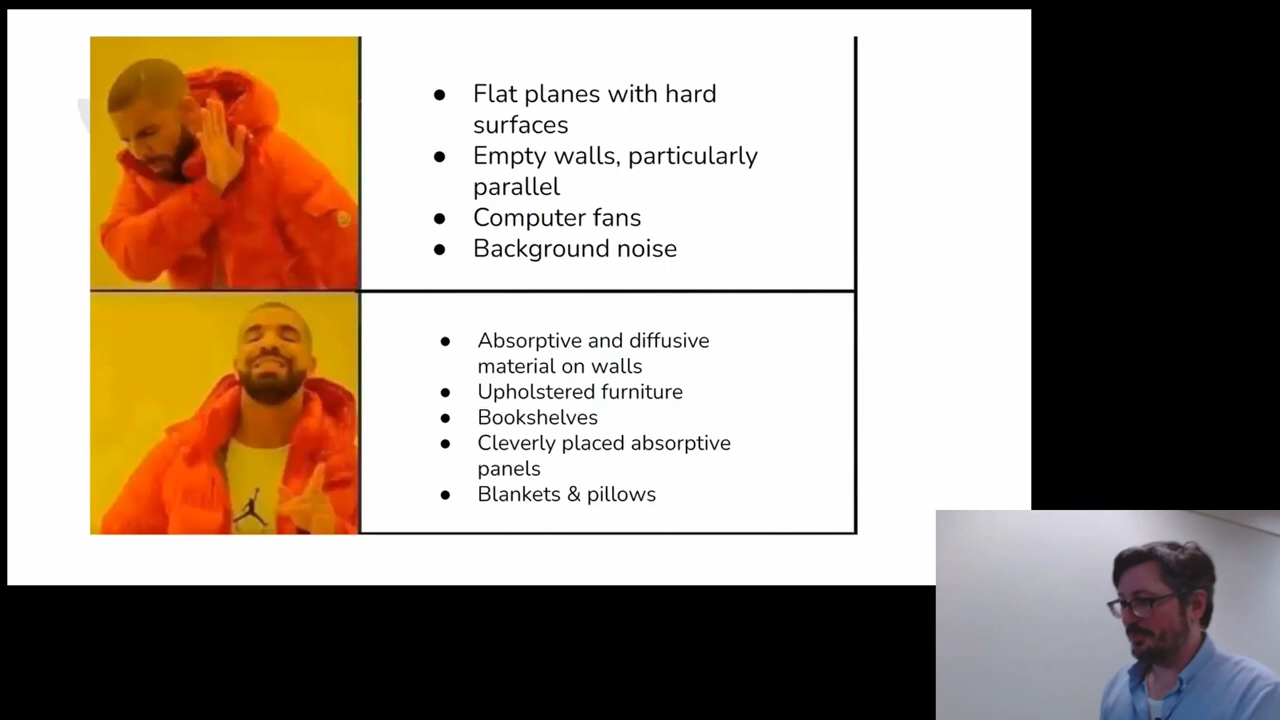 ● Flat planes with hard
surfaces
● Empty walls, particularly
parallel
● Computer fans
● Background noise
● Absorptive and diffusive
material on walls
● Upholstered furniture
● Bookshelves
● Cleverly placed absorptive
panels
● Blankets & pillows